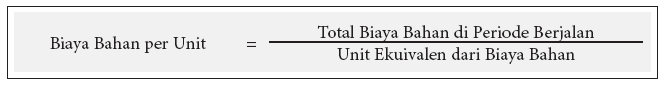 Biaya Bahan per Unit = Total Biaya Bahan di Periode Berjalan
Unit Ekuivalen dari Biaya Bahan